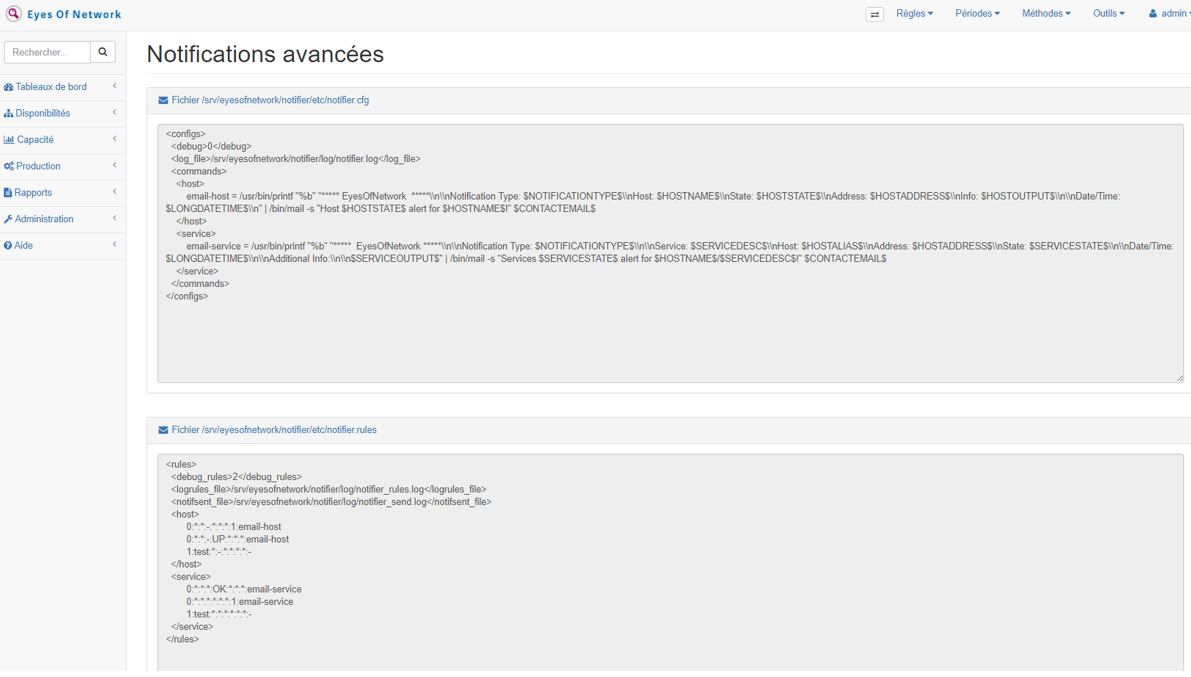 Eyes Of Network
Règles Périodes Méthodes Outils admin
Rechercher...
Tableaux de bord
Disponibilités
Capacité
Production
Rapports
Administration
Aide
Notifications avancées
Fichier /srv/eyesofnetwork/notifier/etc/notifier.cfg
<configs>
<debug>0</debug>
<log_file>/srv/eyesofnetwork/notifier/log/notifier.log</log_file>
<commands>
<host>
email-host = /usr/bin/printf "%b" "***** EyesOfNetwork *****\\n\\nNotification Type: $NOTIFICATIONTYPE$\\nHost: $HOSTNAME$\\nState: $HOSTSTATE$\\nAddress: $HOSTADDRESS$\\nInfo: $HOSTOUTPUT$\\n\\nDate/Time:
$LONGDATETIME$\\n" | /bin/mail -s "Host $HOSTSTATE$ alert for $HOSTNAME$!" $CONTACTEMAIL$
</host>
<service>
email-service = /usr/bin/printf "%b" "***** EyesOfNetwork *****\\n\\nNotification Type: $NOTIFICATIONTYPE$\\n\\nService: $SERVICEDESC$\\nHost: $HOSTALIAS$\\nAddress: $HOSTADDRESS$\\nState: $SERVICESTATE$\\n\\nDate/Time:
$LONGDATETIME$\\n\\nAdditional Info:\\n\\n$SERVICEOUTPUT$" | /bin/mail -s "Services $SERVICESTATE$ alert for $HOSTNAME$/$SERVICEDESC$!" $CONTACTEMAIL$
</service>
</commands>
</configs>
Fichier /srv/eyesofnetwork/notifier/etc/notifier.rules
<rules>
<debug_rules>2</debug_rules>
<logrules_file>/srv/eyesofnetwork/notifier/log/notifier_rules.log</logrules_file>
<notifsent_file>/srv/eyesofnetwork/notifier/log/notifier_send.log</notifsent_file>
<host>
0:*:*:-:*:*:*:1:email-host
0:*:*:-:UP:*:*:*:email-host
1:test:*:-:*:*:*:*:-
</host>
<service>
0:*:*:*:OK:*:*:*:email-service
0:*:*:*:*:*:*:1:email-service
1:test:*:*:*:*:*:*:-
</service>
</rules>